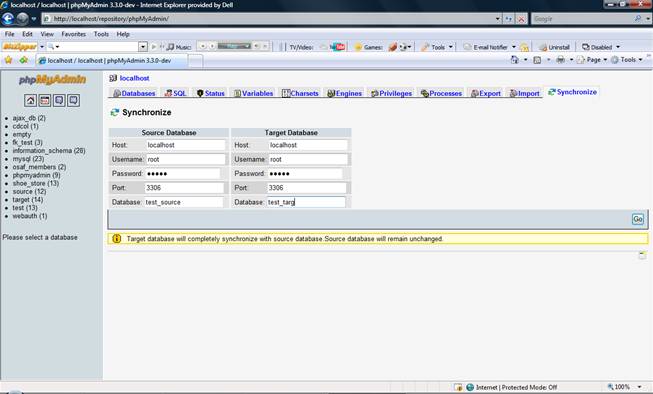 localhost / localhost | phpMyAdmin 3.3.0-dev - Internet Explorer provided by Dell
http://localhost/repository/phpMyAdmin/
Google
File Edit View Favorites Tools Help
BitZipper Music: TV/Video: Games: Tools E-mail Notifier Uninstall Disabled
localhost / localhost | phpMyAdmin 3.3.0-dev
Page Tools
phpMyAdmin
ajax_db (2)
cdcol (1)
empty
fk_test (3)
information_schema (28)
mysql (23)
osaf_members (2)
phpmyadmin (9)
shoe_store (13)
source (12)
target (14)
test (13)
webauth (1)
Please select a database
localhost
Databases SQL Status Variables Charsets Engines Privileges Processes Export Import Synchronize
Synchronize
Source Database Target Database
Host: localhost Host: localhost
Username: root Username: root
Password: ●●●●● Password: ●●●●●
Port: 3306 Port: 3306
Database: test_source Database: test_targ
Go
Target database will completely synchronize with source database.Source database will remain unchanged.
Internet | Protected Mode: Off 100%